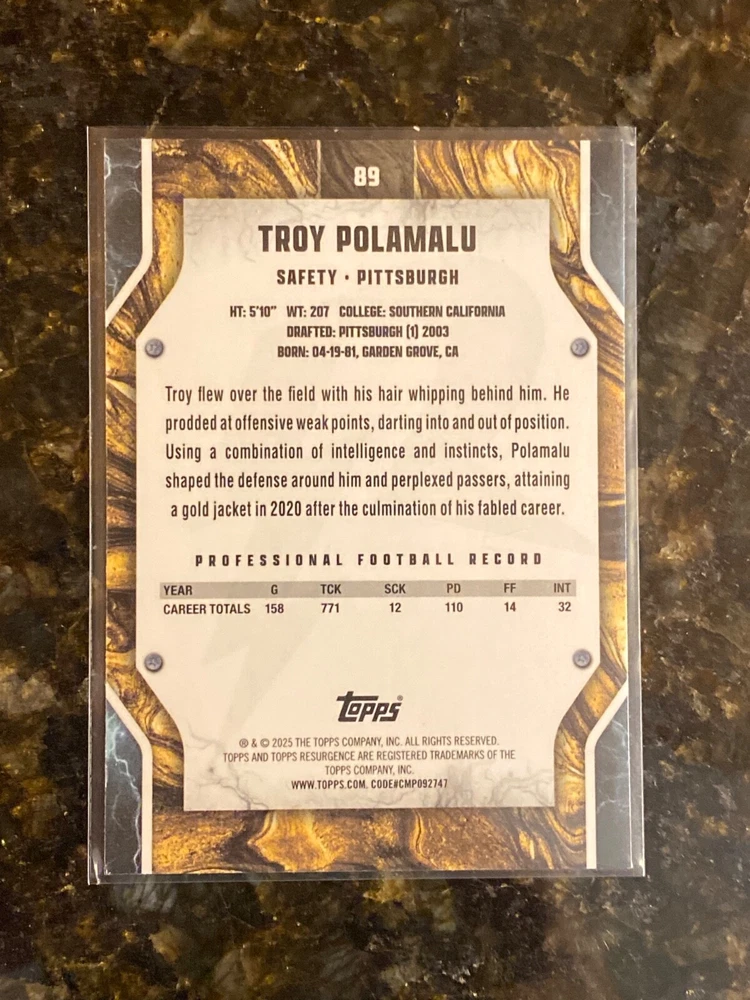 89
TROY POLAMALU
SAFETY • PITTSBURGH
HT: 5'10" WT: 207 COLLEGE: SOUTHERN CALIFORNIA
DRAFTED: PITTSBURGH (1) 2003
BORN: 04-19-81, GARDEN GROVE, CA
Troy flew over the field with his hair whipping behind him. He
prodded at offensive weak points, darting into and out of position.
Using a combination of intelligence and instincts, Polamalu
shaped the defense around him and perplexed passers, attaining
a gold jacket in 2020 after the culmination of his fabled career.
PROFESSIONAL FOOTBALL RECORD
YEAR G TCK SCK PD FF INT
CAREER TOTALS 158 771 12 110 14 32
Topps®
® & © 2025 THE TOPPS COMPANY, INC. ALL RIGHTS RESERVED.
TOPPS AND TOPPS RESURGENCE ARE REGISTERED TRADEMARKS OF THE
TOPPS COMPANY, INC.
WWW.TOPPS.COM. CODE#CMP092747